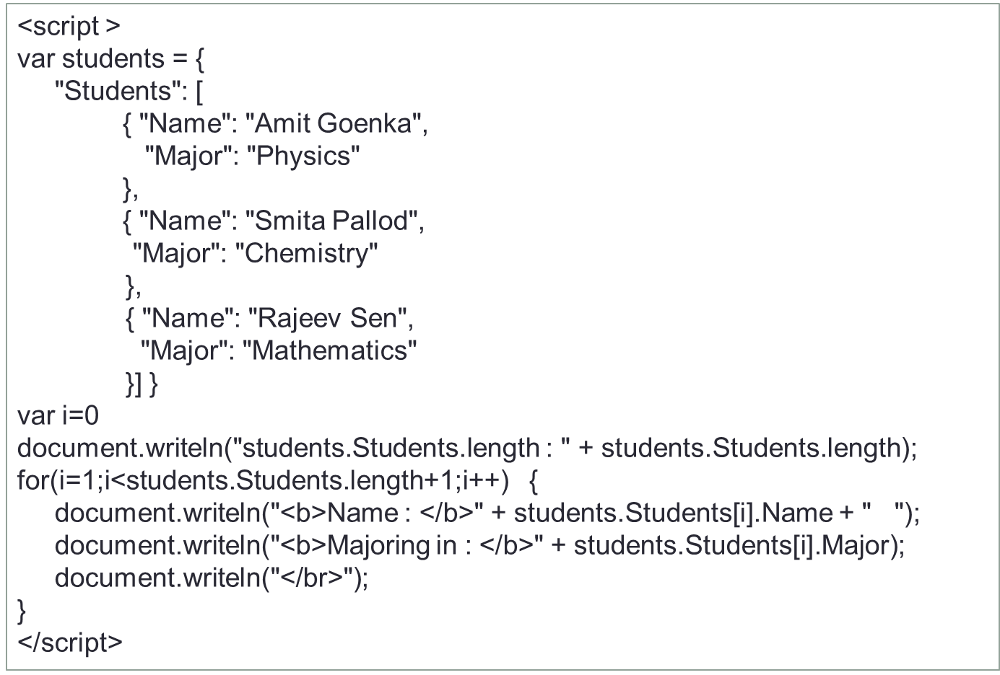 <script >
var students = {
"Students": [
{ "Name": "Amit Goenka",
"Major": "Physics"
},
{ "Name": "Smita Pallod",
"Major": "Chemistry"
},
{ "Name": "Rajeev Sen",
"Major": "Mathematics"
}] }
var i=0
document.writeln("students.Students.length : " + students.Students.length);
for(i=1;i<students.Students.length+1;i++) {
document.writeln("<b>Name : </b>" + students.Students[i].Name + " ");
document.writeln("<b>Majoring in : </b>" + students.Students[i].Major);
document.writeln("</br>");
}
</script>